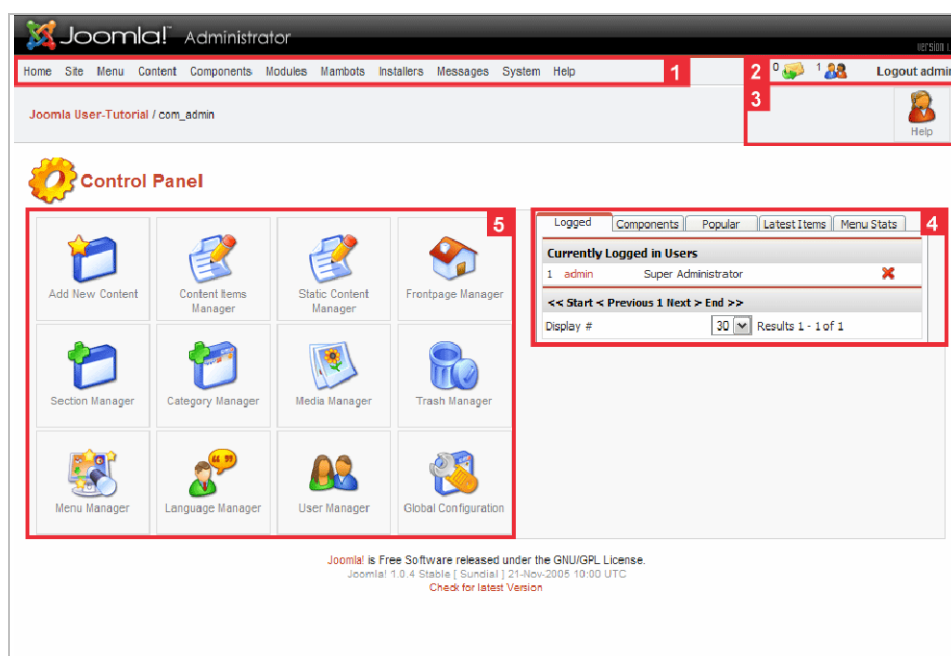 Joomla!™ Administrator
version 1.
Home Site Menu Content Components Modules Mambots Installers Messages System Help 1 2 0 1 Logout admin
Joomla User-Tutorial / com_admin
3
Help
Control Panel
5
Logged Components Popular Latest Items Menu Stats 4
Currently Logged in Users
1 admin Super Administrator
<< Start < Previous 1 Next > End >>
Display # 30 Results 1 - 1 of 1
Add New Content
Content Items Manager
Static Content Manager
Frontpage Manager
Section Manager
Category Manager
Media Manager
Trash Manager
Menu Manager
Language Manager
User Manager
Global Configuration
Joomla! is Free Software released under the GNU/GPL License.
Joomla! 1.0.4 Stable [ Sundial ] 21-Nov-2005 10:00 UTC
Check for latest Version